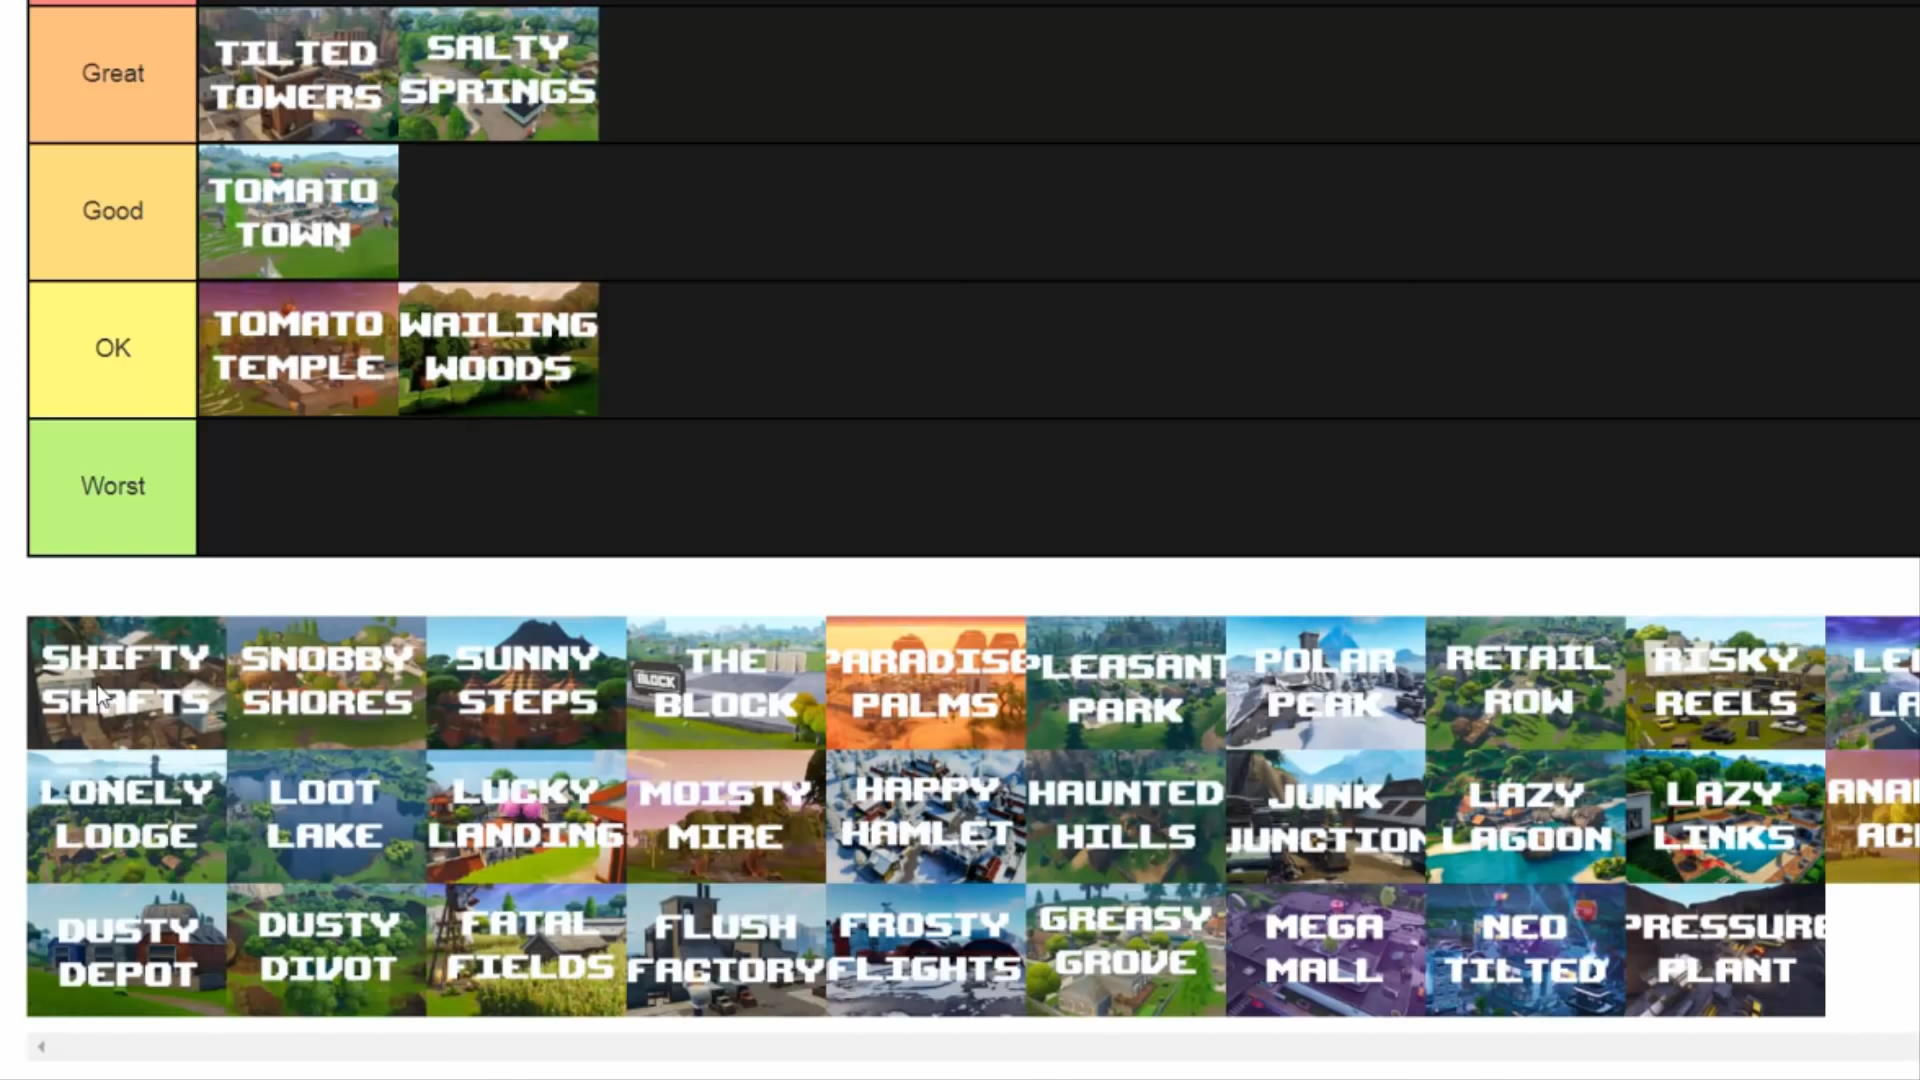 Great
TILTED
TOWERS
SALTY
SPRINGS
Good
TOMATO
TOWN
OK
TOMATO
TEMPLE
WAILING
WOODS
Worst
SHIFTY
SHAFTS
SNOBBY
SHORES
SUNNY
STEPS
THE
BLOCK
BLOCK
PARADISE
PALMS
PLEASANT
PARK
POLAR
PEAK
RETAIL
ROW
RISKY
REELS
LONELY
LODGE
LOOT
LAKE
LUCKY
LANDING
MOISTY
MIRE
HAPPY
HAMLET
HAUNTED
HILLS
JUNK
JUNCTION
LAZY
LAGOON
LAZY
LINKS
DUSTY
DEPOT
DUSTY
DIVOT
FATAL
FIELDS
FLUSH
FACTORY
FROSTY
FLIGHTS
GREASY
GROVE
MEGA
MALL
NEO
TILTED
PRESSURE
PLANT